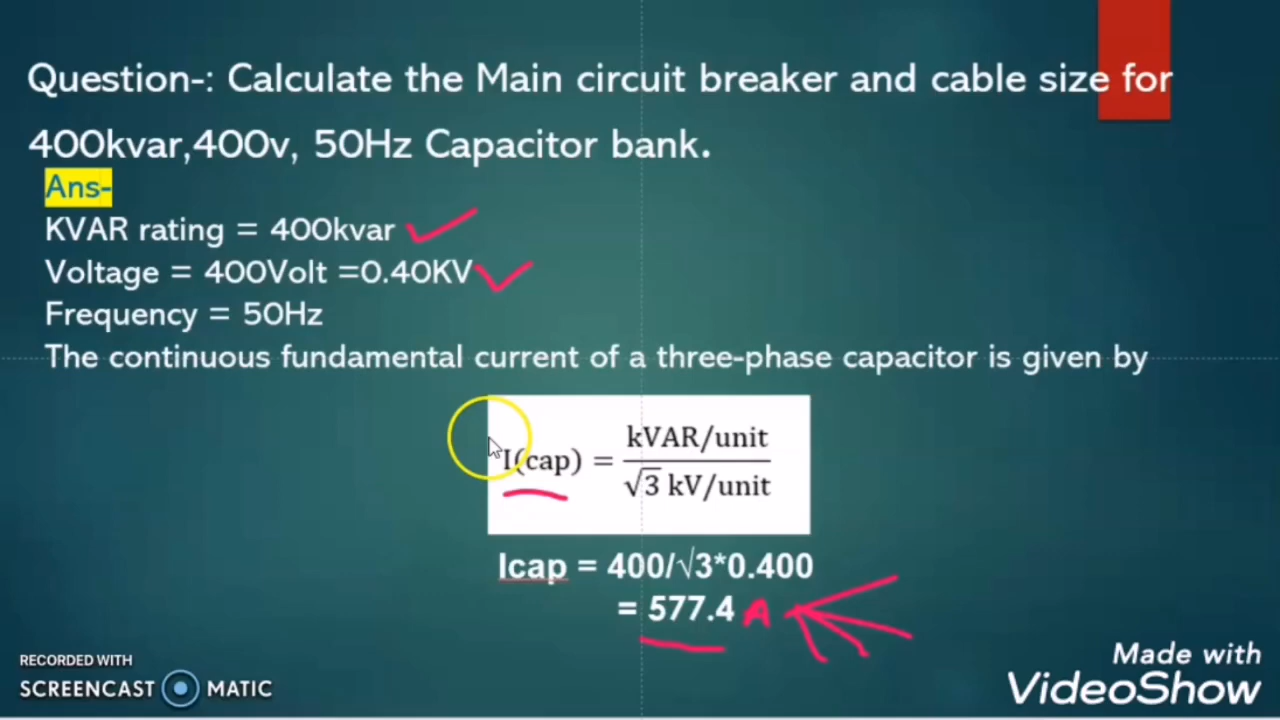 Question-: Calculate the Main circuit breaker and cable size for
400kvar,400v, 50Hz Capacitor bank.
Ans-
KVAR rating = 400kvar
Voltage = 400Volt =0.40KV
Frequency = 50Hz
The continuous fundamental current of a three-phase capacitor is given by
I(cap) = kVAR/unit
√3 kV/unit
Icap = 400/√3*0.400
= 577.4 A
RECORDED WITH
SCREENCAST MATIC
Made with
VideoShow